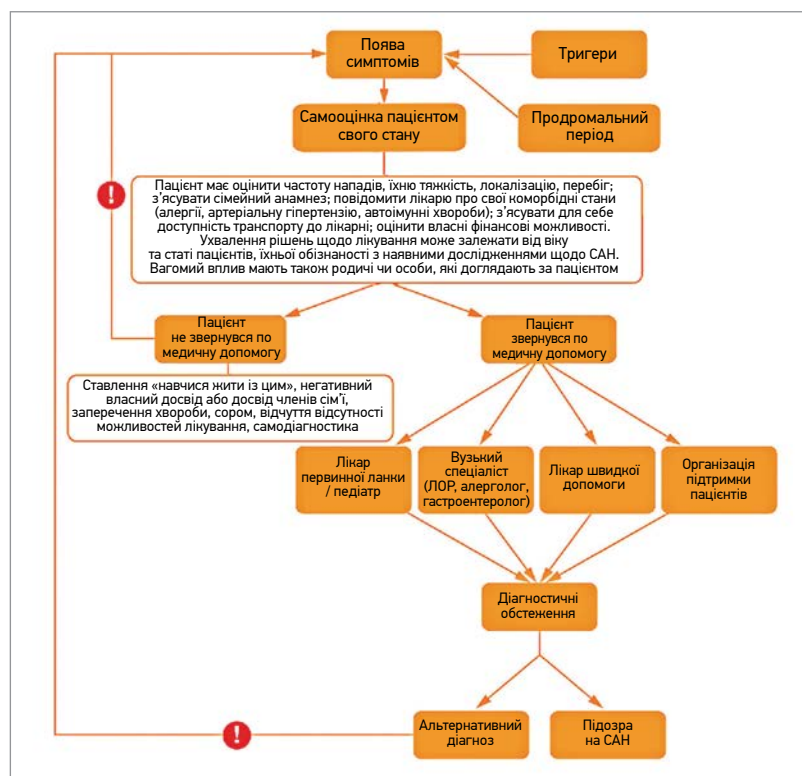 Поява
симптомів
Тригери
Самооцінка пацієнтом
свого стану
Продромальний
період
!
Пацієнт має оцінити частоту нападів, їхню тяжкість, локалізацію, перебіг;
з’ясувати сімейний анамнез; повідомити лікарю про свої коморбідні стани
(алергії, артеріальну гіпертензію, автоімунні хвороби); з’ясувати для себе
доступність транспорту до лікарні; оцінити власні фінансові можливості.
Ухвалення рішень щодо лікування може залежати від віку
та статі пацієнтів, їхньої обізнаності з наявними дослідженнями щодо САН.
Вагомий вплив мають також родичі чи особи, які доглядають за пацієнтом
Пацієнт
не звернувся по
медичну допомогу
Пацієнт
звернувся по
медичну допомогу
Ставлення «навчися жити із цим», негативний
власний досвід або досвід членів сім’ї,
заперечення хвороби, сором, відчуття відсутності
можливостей лікування, самодіагностика
Лікар
первинної ланки
/ педіатр
Вузький
спеціаліст
(ЛОР, алерголог,
гастроентеролог)
Лікар швидкої
допомоги
Організація
підтримки
пацієнтів
Діагностичні
обстеження
!
Альтернативний
діагноз
Підозра
на САН